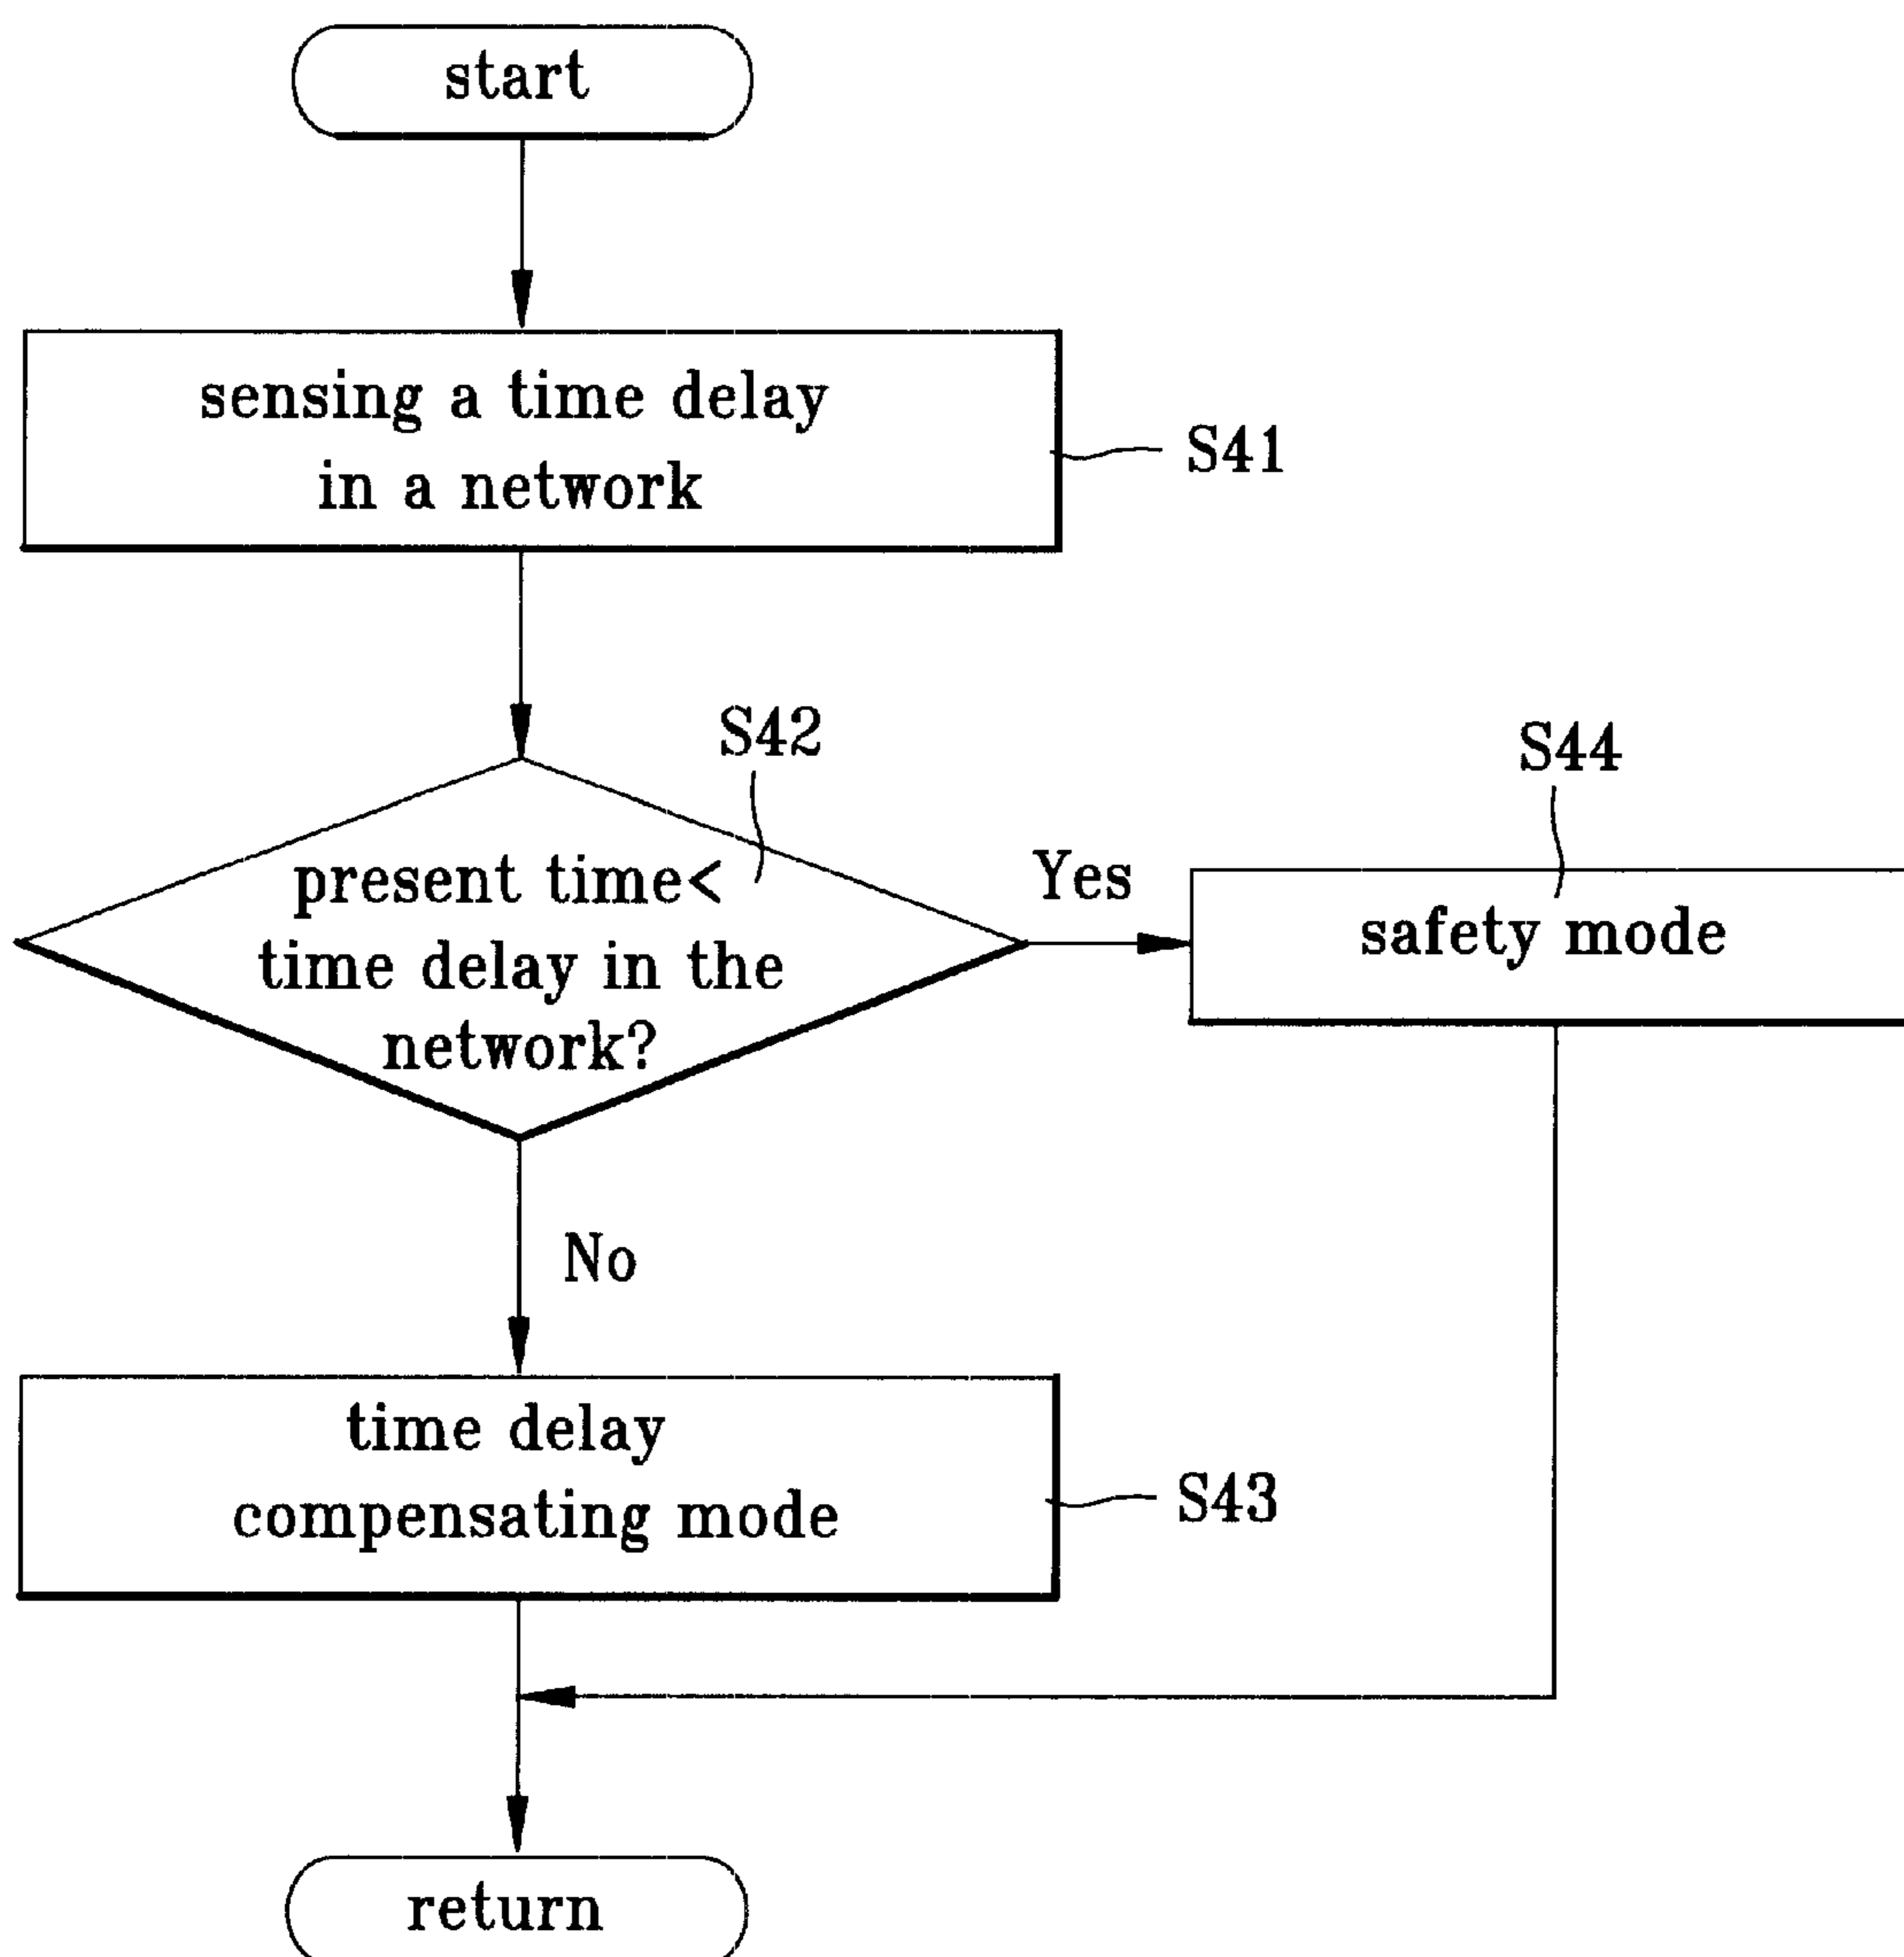 start
sensing a time delay
in a network
S41
S42
present time<
time delay in the
network?
Yes
S44
safety mode
No
time delay
compensating mode
S43
return